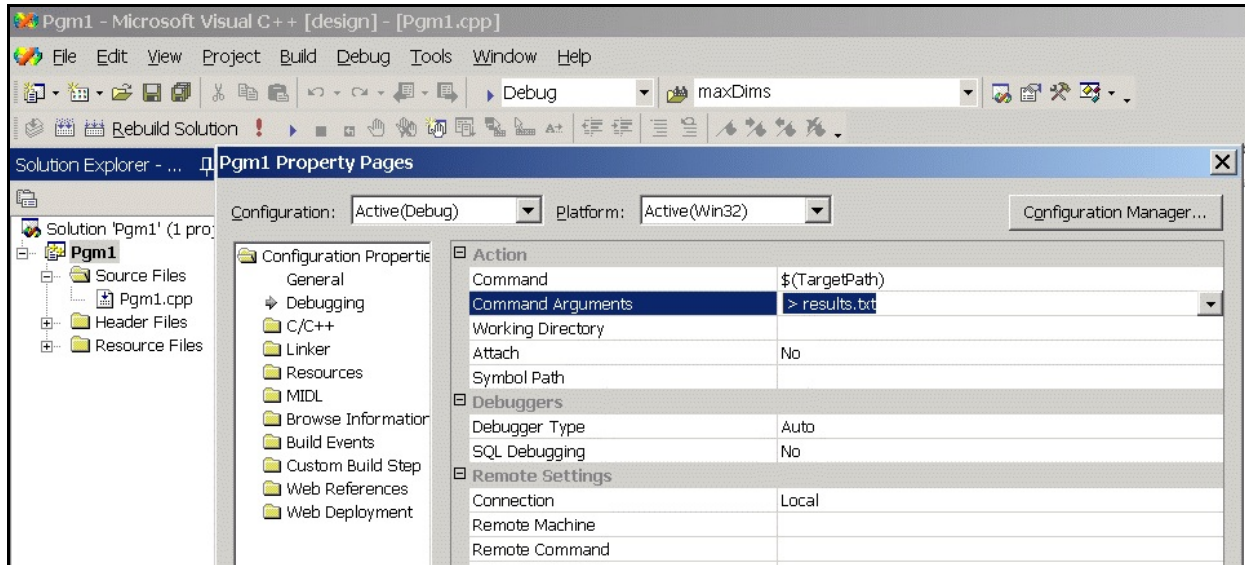 Pgm1 - Microsoft Visual C++ [design] - [Pgm1.cpp]
File Edit View Project Build Debug Tools Window Help
Debug maxDims
Rebuild Solution
Solution Explorer - ...
Solution 'Pgm1' (1 proj
Pgm1
Source Files
Pgm1.cpp
Header Files
Resource Files
Pgm1 Property Pages
Configuration: Active(Debug) Platform: Active(Win32) Configuration Manager...
Configuration Propertie
General
Debugging
C/C++
Linker
Resources
MIDL
Browse Information
Build Events
Custom Build Step
Web References
Web Deployment
Action
Command $(TargetPath)
Command Arguments > results.txt
Working Directory
Attach No
Symbol Path
Debuggers
Debugger Type Auto
SQL Debugging No
Remote Settings
Connection Local
Remote Machine
Remote Command